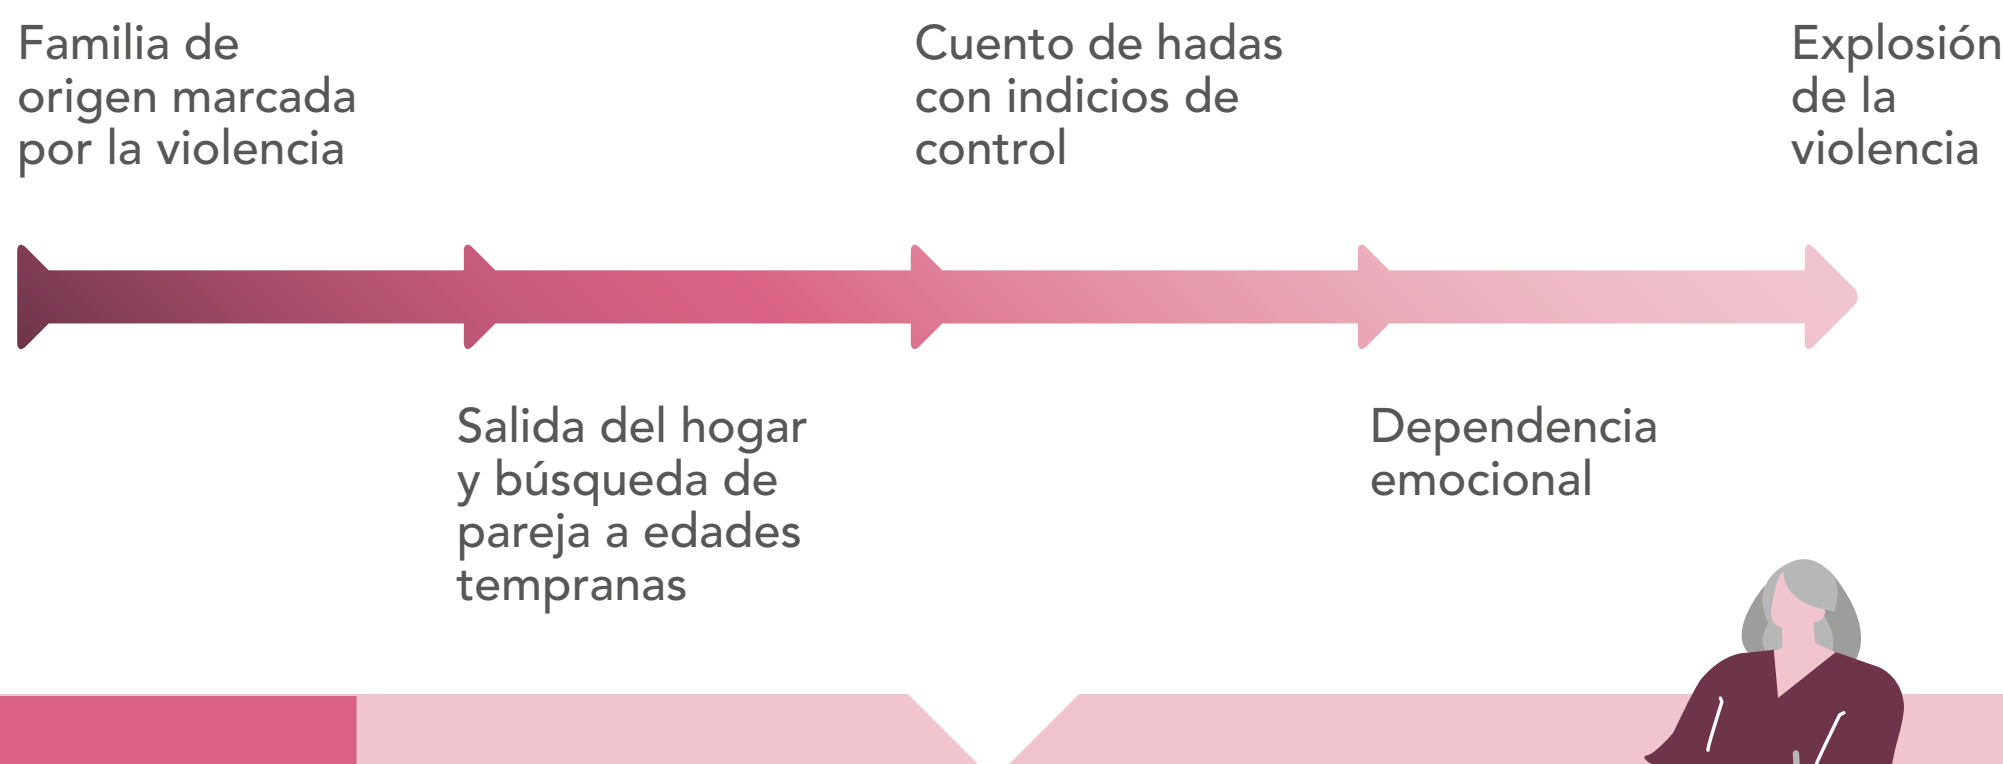 Familia de
origen marcada
por la violencia
Salida del hogar
y búsqueda de
pareja a edades
tempranas
Cuento de hadas
con indicios de
control
Dependencia
emocional
Explosión
de la
violencia